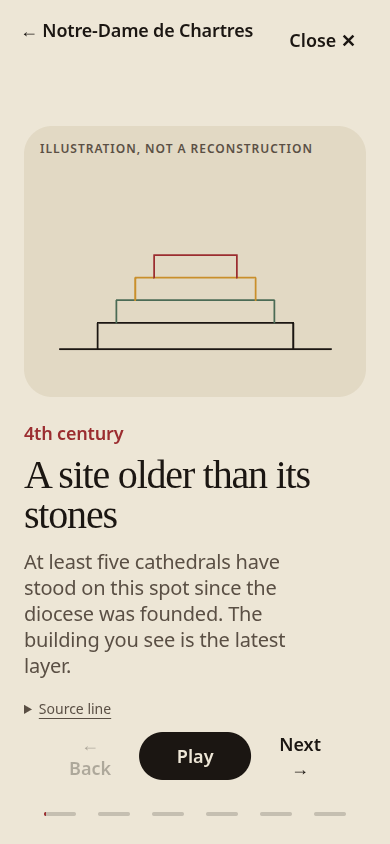 ← Notre-Dame de Chartres
Close ✕
ILLUSTRATION, NOT A RECONSTRUCTION
4th century
A site older than its
stones
At least five cathedrals have
stood on this spot since the
diocese was founded. The
building you see is the latest
layer.
▶ Source line
←
Back
Play
Next
→